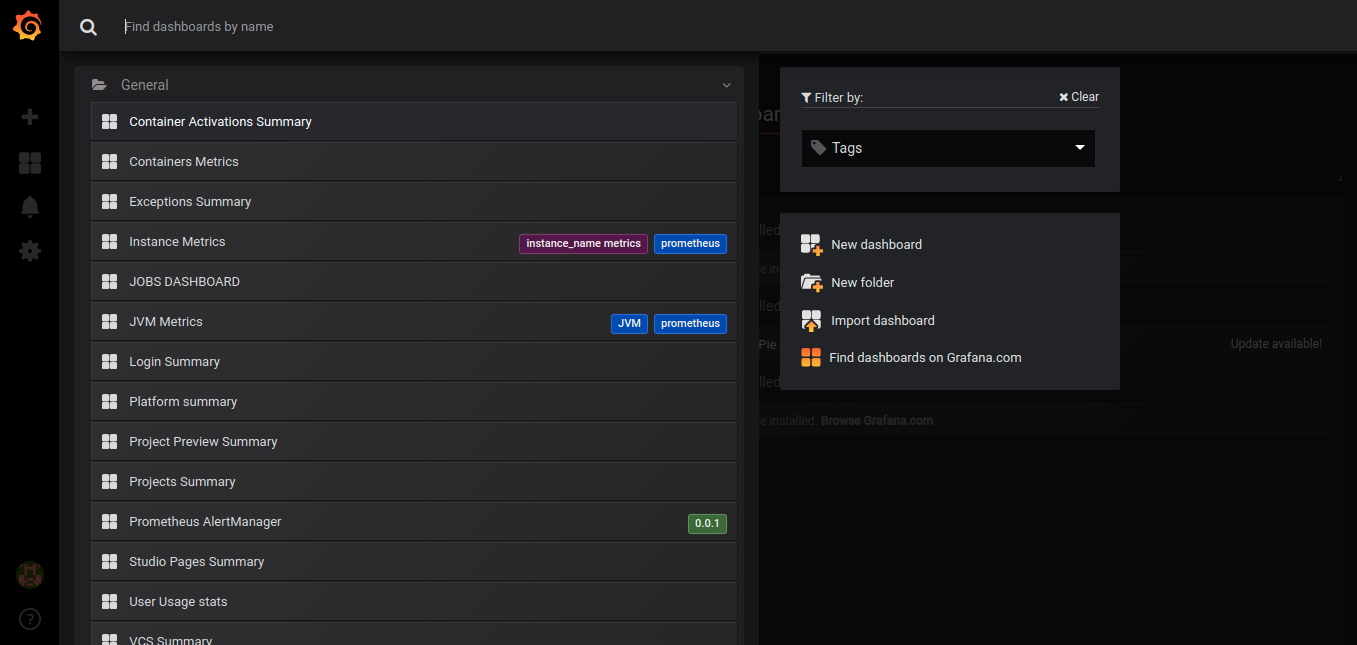 Find dashboards by name
General
Container Activations Summary
Containers Metrics
Exceptions Summary
Instance Metrics instance_name metrics prometheus
JOBS DASHBOARD
JVM Metrics JVM prometheus
Login Summary
Platform summary
Project Preview Summary
Projects Summary
Prometheus AlertManager 0.0.1
Studio Pages Summary
User Usage stats
VCS Summary
Filter by: Clear
Tags
New dashboard
New folder
Import dashboard
Find dashboards on Grafana.com
Pie
Update available!
installed. Browse Grafana.com
?